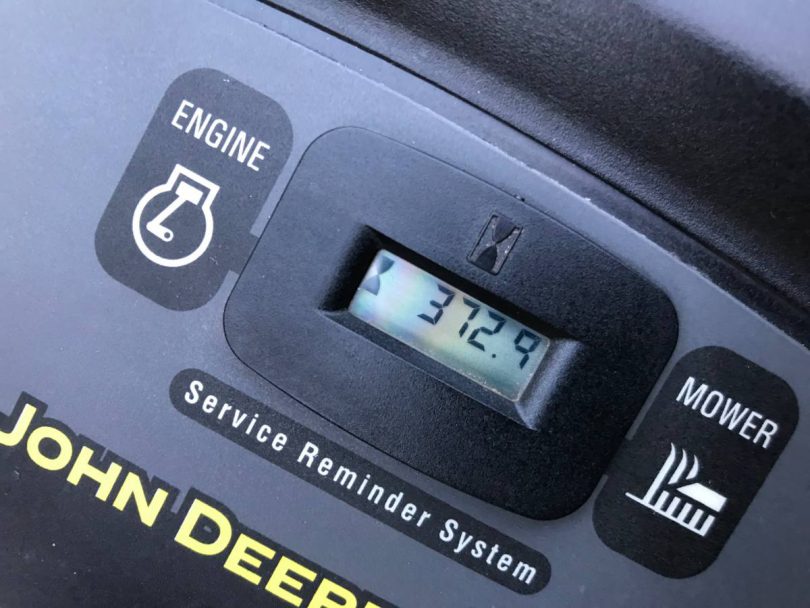 ENGINE
372.9
MOWER
Service Reminder System
JOHN DEERE